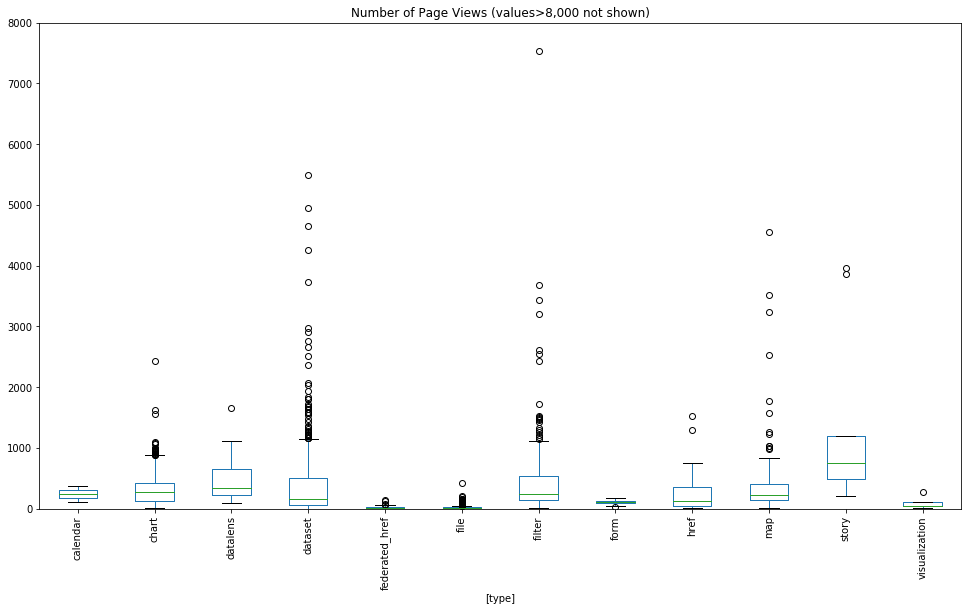 Number of Page Views (values>8,000 not shown)
8000
7000
6000
5000
4000
3000
2000
1000
0
calendar
chart
datalens
dataset
federated_href
file
filter
form
href
map
story
visualization
[type]